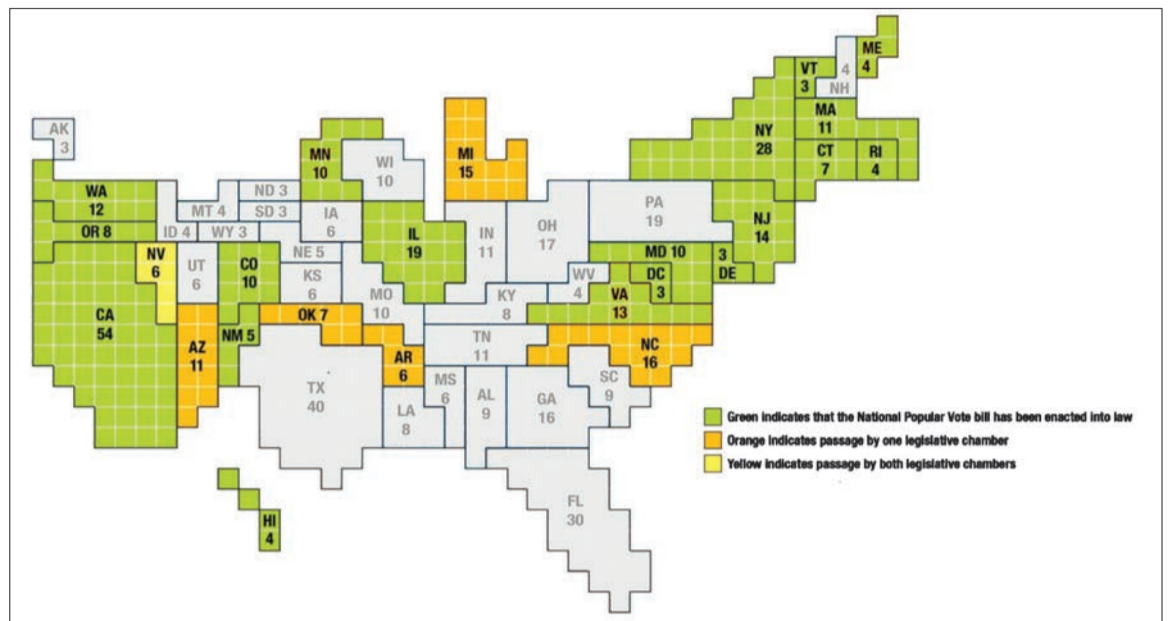 ME
4
VT
3
4
NH
AK
3
MA
11
NY
28
MN
10
WI
10
MI
15
CT
7
RI
4
WA
12
ND 3
PA
19
MT 4
SD 3
IA
6
NJ
14
OR 8
ID 4
WY 3
IL
19
IN
11
OH
17
NV
6
UT
6
CO
10
NE 5
KS
6
MD 10
3
DE
DC
3
WV
4
MO
10
KY
8
VA
13
CA
54
OK 7
NM 5
AZ
11
AR
6
TN
11
NC
16
TX
40
MS
6
AL
9
GA
16
SC
9
LA
8
Green indicates that the National Popular Vote bill has been enacted into law
Orange indicates passage by one legislative chamber
Yellow indicates passage by both legislative chambers
HI
4
FL
30